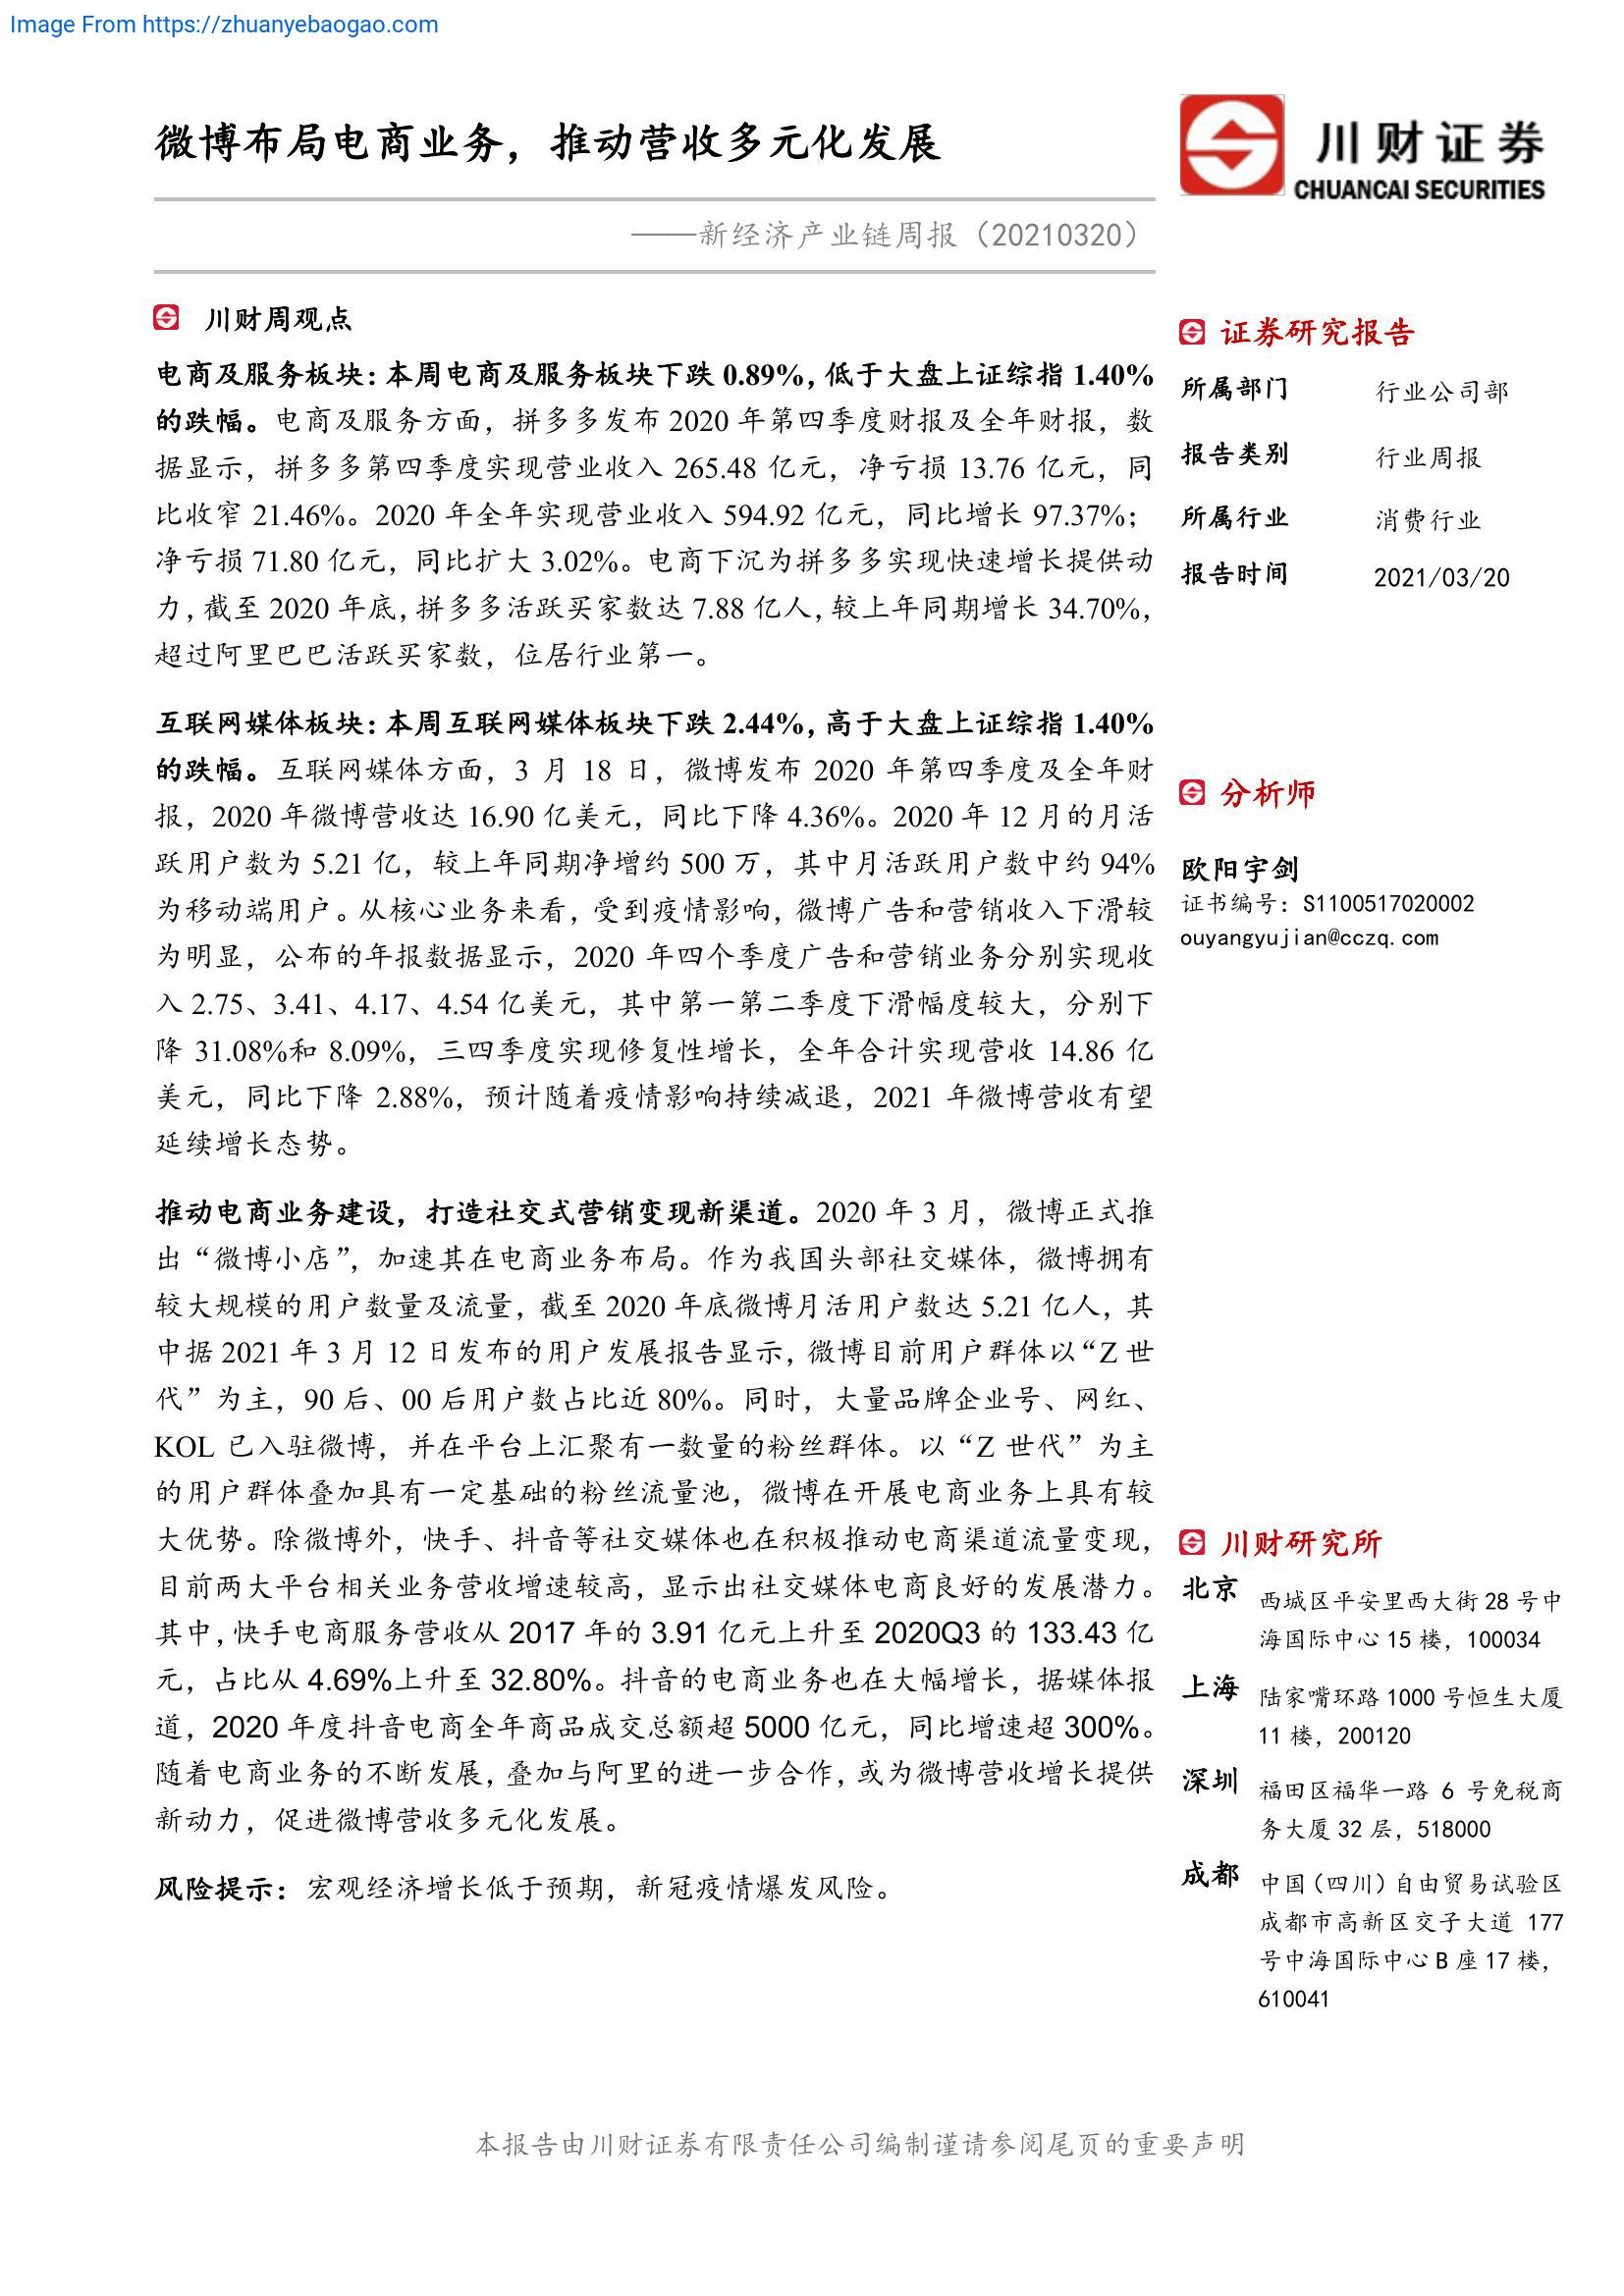 Image From https://zhuanyebaogao.com
微博布局电商业务，推动营收多元化发展
川财证券
CHUANCAI SECURITIES
——新经济产业链周报（20210320）
川财周观点
电商及服务板块：本周电商及服务板块下跌 0.89%，低于大盘上证综指 1.40%
的跌幅。电商及服务方面，拼多多发布 2020 年第四季度财报及全年财报，数
据显示，拼多多第四季度实现营业收入 265.48 亿元，净亏损 13.76 亿元，同
比收窄 21.46%。2020 年全年实现营业收入 594.92 亿元，同比增长 97.37%；
净亏损 71.80 亿元，同比扩大 3.02%。电商下沉为拼多多实现快速增长提供动
力，截至 2020 年底，拼多多活跃买家数达 7.88 亿人，较上年同期增长 34.70%，
超过阿里巴巴活跃买家数，位居行业第一。
互联网媒体板块：本周互联网媒体板块下跌 2.44%，高于大盘上证综指 1.40%
的跌幅。互联网媒体方面，3 月 18 日，微博发布 2020 年第四季度及全年财
报，2020 年微博营收达 16.90 亿美元，同比下降 4.36%。2020 年 12 月的月活
跃用户数为 5.21 亿，较上年同期净增约 500 万，其中月活跃用户数中约 94%
为移动端用户。从核心业务来看，受到疫情影响，微博广告和营销收入下滑较
为明显，公布的年报数据显示，2020 年四个季度广告和营销业务分别实现收
入 2.75、3.41、4.17、4.54 亿美元，其中第一第二季度下滑幅度较大，分别下
降 31.08%和 8.09%，三四季度实现修复性增长，全年合计实现营收 14.86 亿
美元，同比下降 2.88%，预计随着疫情影响持续减退，2021 年微博营收有望
延续增长态势。
推动电商业务建设，打造社交式营销变现新渠道。2020 年 3 月，微博正式推
出“微博小店”，加速其在电商业务布局。作为我国头部社交媒体，微博拥有
较大规模的用户数量及流量，截至 2020 年底微博月活用户数达 5.21 亿人，其
中据 2021 年 3 月 12 日发布的用户发展报告显示，微博目前用户群体以“Z 世
代”为主，90 后、00 后用户数占比近 80%。同时，大量品牌企业号、网红、
KOL 已入驻微博，并在平台上汇聚有一数量的粉丝群体。以“Z 世代”为主
的用户群体叠加具有一定基础的粉丝流量池，微博在开展电商业务上具有较
大优势。除微博外，快手、抖音等社交媒体也在积极推动电商渠道流量变现，
目前两大平台相关业务营收增速较高，显示出社交媒体电商良好的发展潜力。
其中，快手电商服务营收从 2017 年的 3.91 亿元上升至 2020Q3 的 133.43 亿
元，占比从 4.69%上升至 32.80%。抖音的电商业务也在大幅增长，据媒体报
道，2020 年度抖音电商全年商品成交总额超 5000 亿元，同比增速超 300%。
随着电商业务的不断发展，叠加与阿里的进一步合作，或为微博营收增长提供
新动力，促进微博营收多元化发展。
风险提示：宏观经济增长低于预期，新冠疫情爆发风险。
证券研究报告
所属部门 行业公司部
报告类别 行业周报
所属行业 消费行业
报告时间 2021/03/20
分析师
欧阳宇剑
证书编号：S1100517020002
ouyangyujian@cczq.com
川财研究所
北京 西城区平安里西大街 28 号中
海国际中心 15 楼，100034
上海 陆家嘴环路 1000 号恒生大厦
11 楼，200120
深圳 福田区福华一路 6 号免税商
务大厦 32 层，518000
成都 中国（四川）自由贸易试验区
成都市高新区交子大道 177
号中海国际中心 B 座 17 楼，
610041
本报告由川财证券有限责任公司编制谨请参阅尾页的重要声明